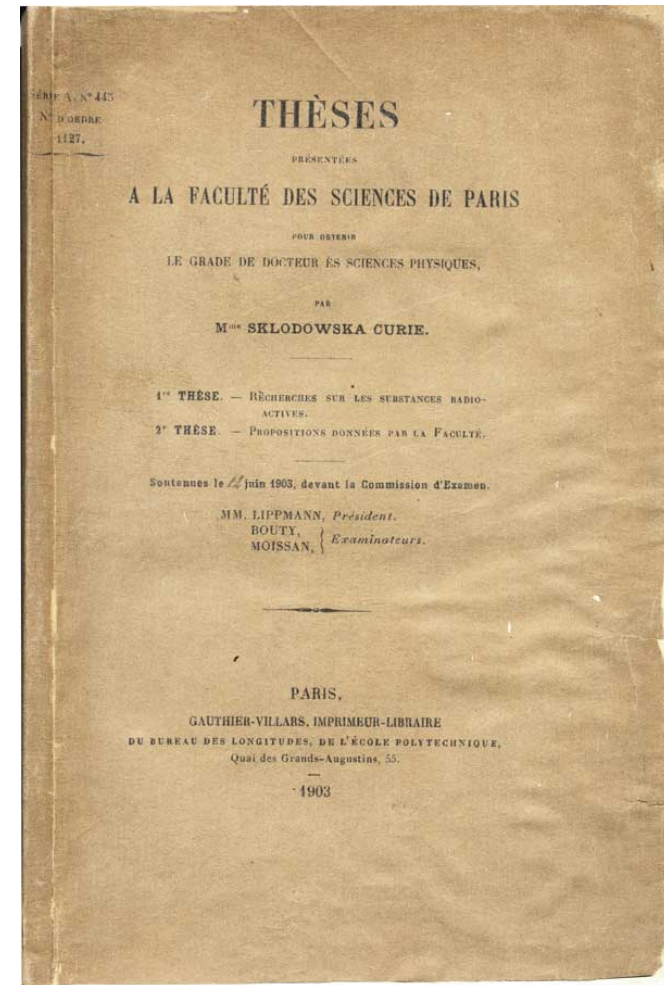 SÉRIE A, N° 445
N° D'ORDRE
1127.
THÈSES
PRÉSENTÉES
A LA FACULTÉ DES SCIENCES DE PARIS
POUR OBTENIR
LE GRADE DE DOCTEUR ÈS SCIENCES PHYSIQUES,
PAR
Mme SKLODOWSKA CURIE.
1re THÈSE. — RECHERCHES SUR LES SUBSTANCES RADIO-
ACTIVES.
2e THÈSE. — PROPOSITIONS DONNÉES PAR LA FACULTÉ.
Soutenues le 12 juin 1903, devant la Commission d'Examen.
MM. LIPPMANN, Président.
BOUTY,
MOISSAN, } Examinateurs.
PARIS,
GAUTHIER-VILLARS, IMPRIMEUR-LIBRAIRE
DU BUREAU DES LONGITUDES, DE L'ÉCOLE POLYTECHNIQUE,
Quai des Grands-Augustins, 55.
1903